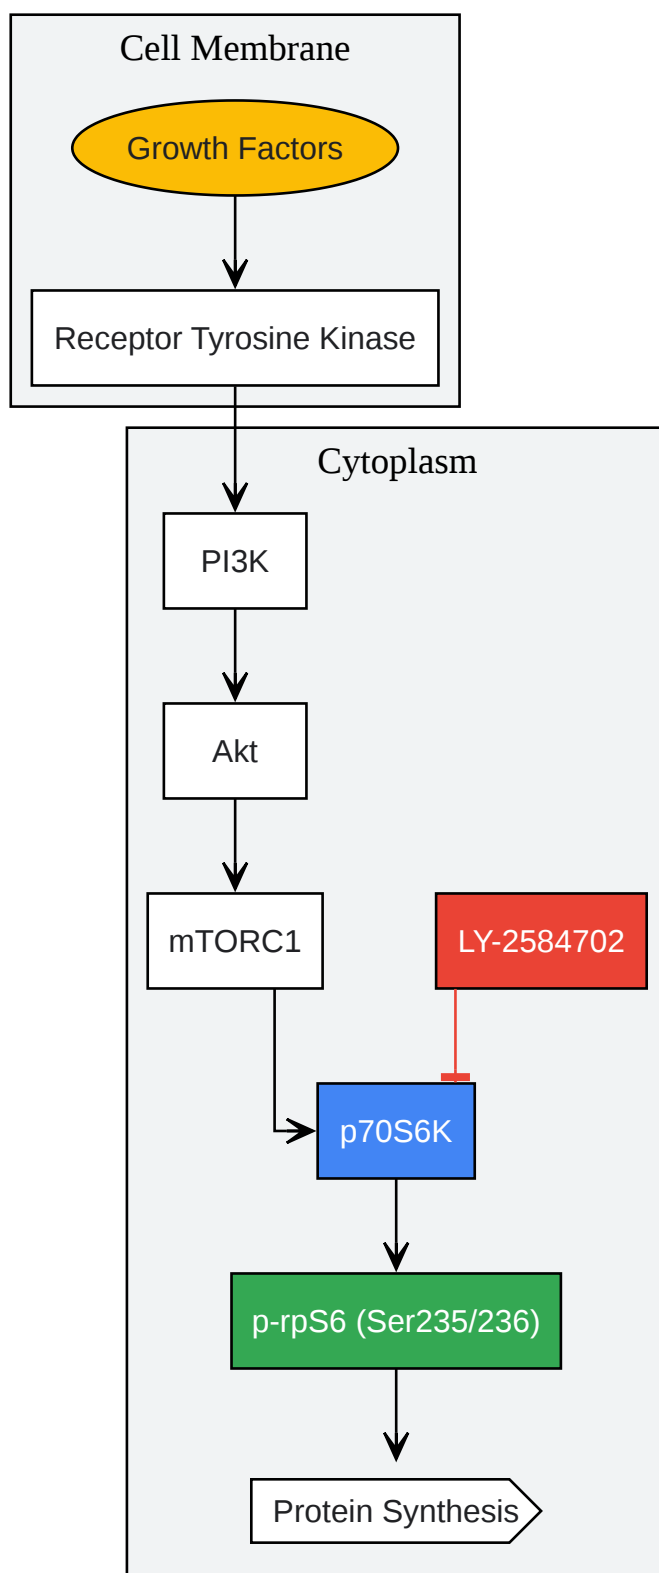 Cell Membrane
Growth Factors
Receptor Tyrosine Kinase
Cytoplasm
PI3K
Akt
mTORC1
LY-2584702
p70S6K
p-rpS6 (Ser235/236)
Protein Synthesis